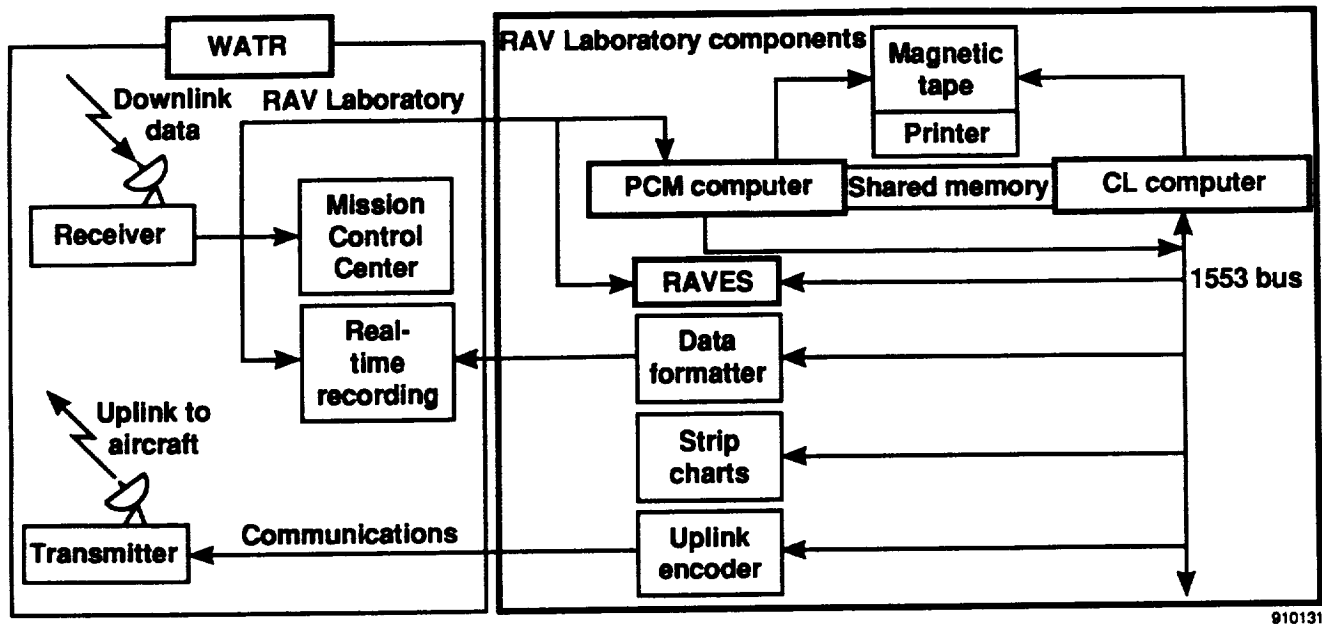 WATR
Downlink
data
RAV Laboratory
Receiver
Mission
Control
Center
Real-
time
recording
Uplink to
aircraft
Transmitter
Communications
RAV Laboratory components
Magnetic
tape
Printer
PCM computer
Shared memory
CL computer
RAVES
1553 bus
Data
formatter
Strip
charts
Uplink
encoder
910131